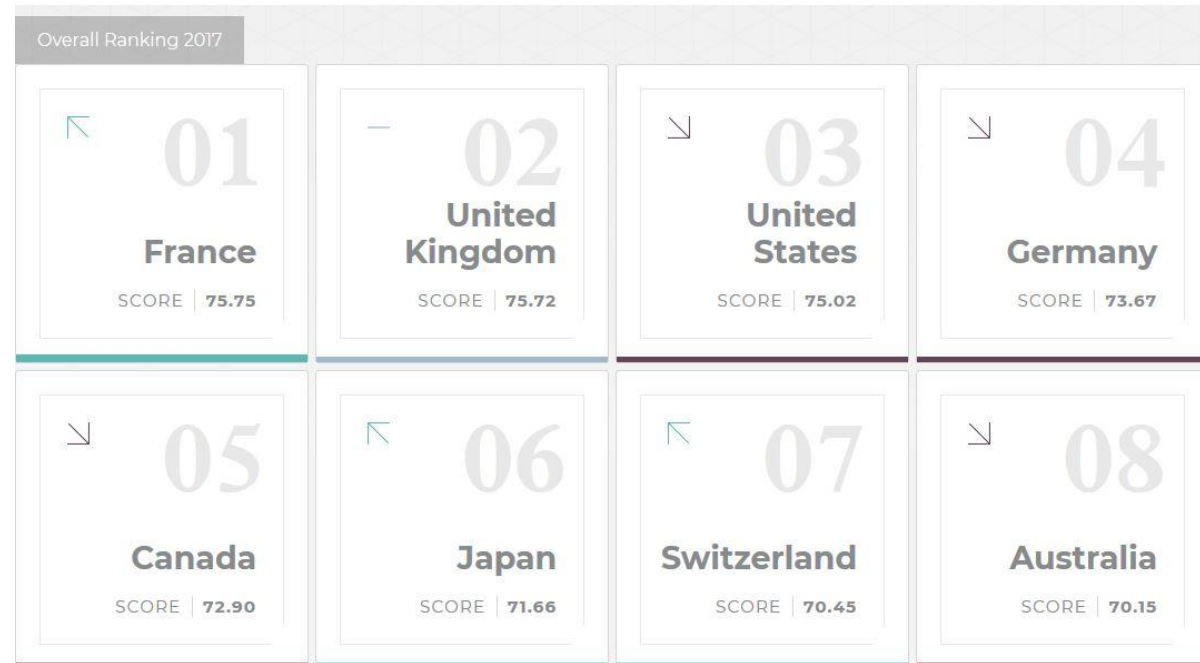 Overall Ranking 2017
01
France
SCORE 75.75
02
United
Kingdom
SCORE 75.72
03
United
States
SCORE 75.02
04
Germany
SCORE 73.67
05
Canada
SCORE 72.90
06
Japan
SCORE 71.66
07
Switzerland
SCORE 70.45
08
Australia
SCORE 70.15